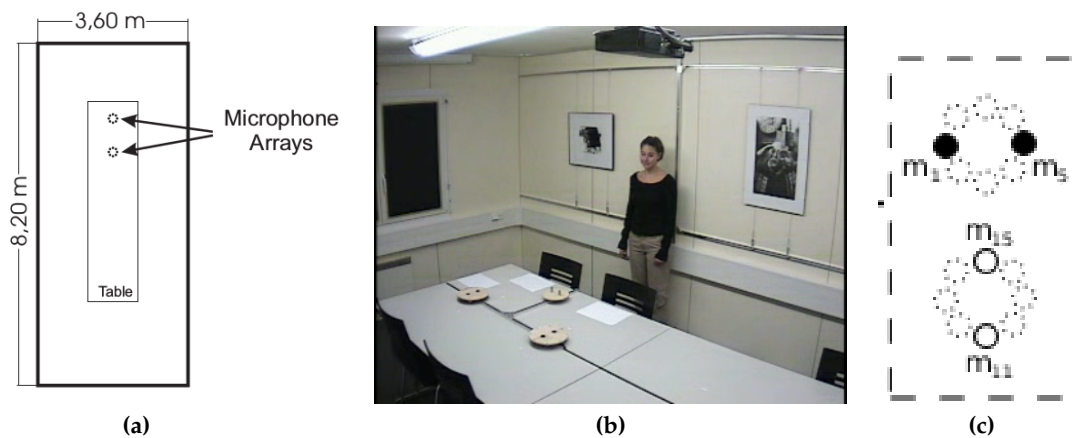 3,60 m
8,20 m
Microphone
Arrays
Table
m1
m5
m15
m11
(a)
(b)
(c)